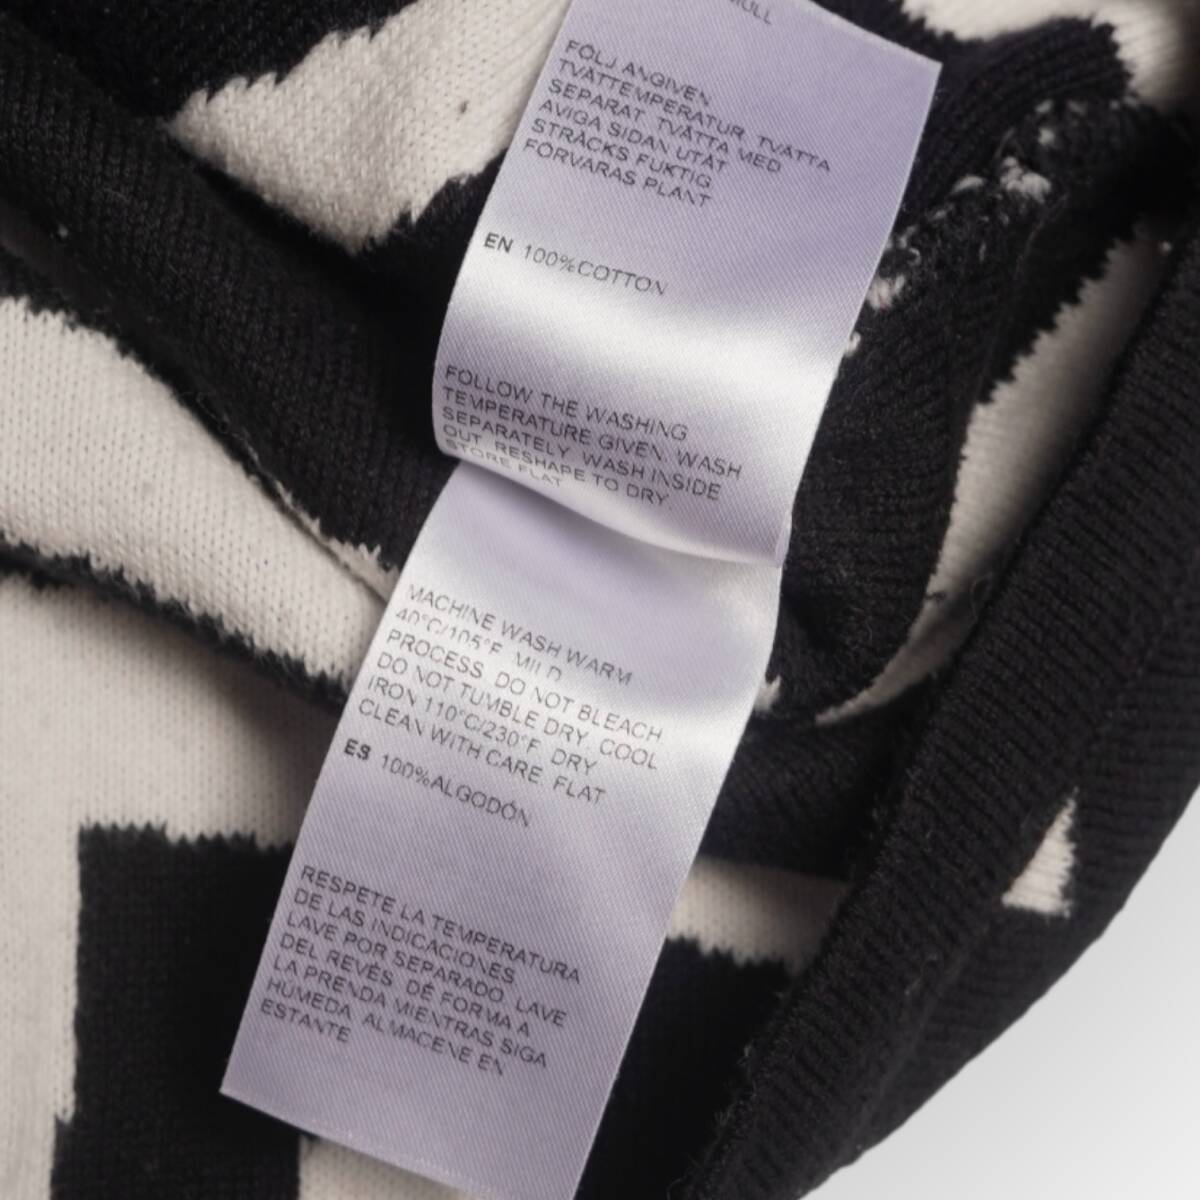 FÖLJ ANGIVEN
TVÄTTEMPERATUR TVÄTTA
SEPARAT TVÄTTA MED
AVIGA SIDAN UTÅT
STRÄCKS FUKTIG
FÖRVARAS PLANT
EN 100%COTTON
FOLLOW THE WASHING
TEMPERATURE GIVEN WASH
SEPARATELY WASH INSIDE
OUT RESHAPE TO DRY
STORE FLAT
MACHINE WASH WARM
40°C/105°F MILD
PROCESS DO NOT BLEACH
DO NOT TUMBLE DRY. COOL
IRON 110°C/230°F DRY
CLEAN WITH CARE FLAT
ES 100%ALGODÓN
RESPETE LA TEMPERATURA
DE LAS INDICACIONES
LAVE POR SEPARADO LAVE
DEL REVÉS DÉ FORMA A
LA PRENDA MIENTRAS SIGA
HÚMEDA ALMACENE EN
ESTANTE